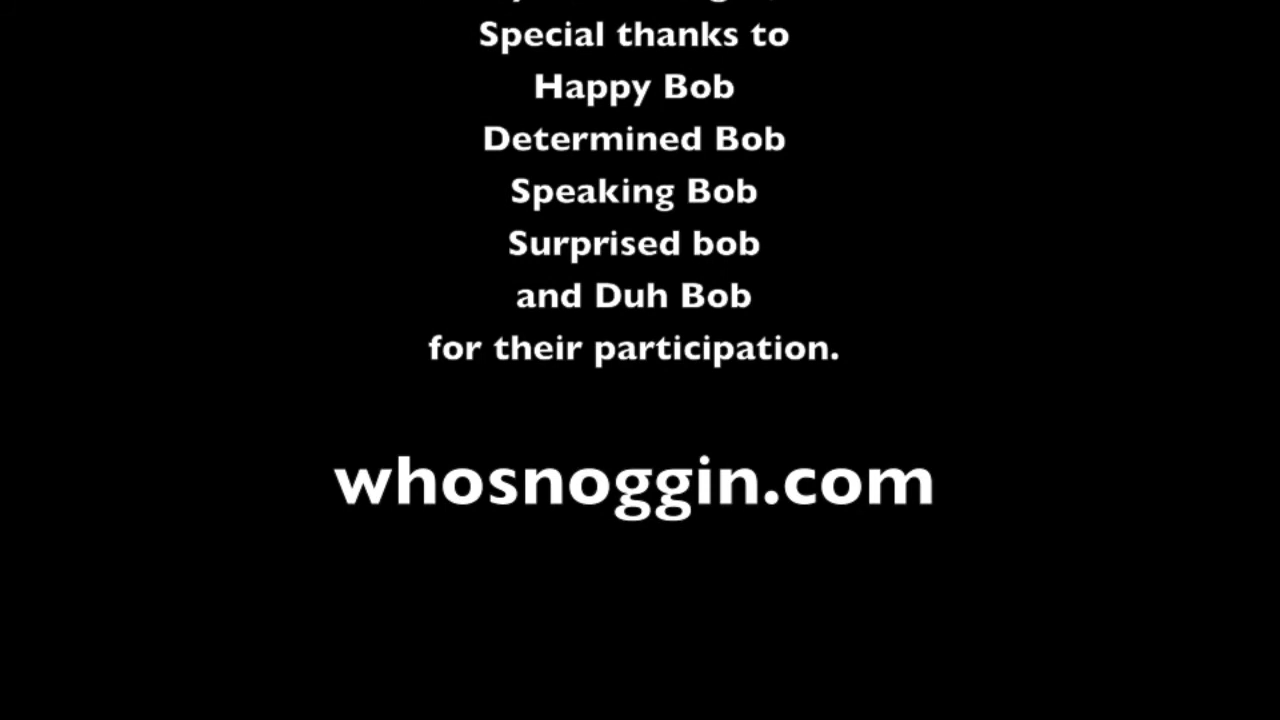 Special thanks to
Happy Bob
Determined Bob
Speaking Bob
Surprised bob
and Duh Bob
for their participation.
whosnoggin.com